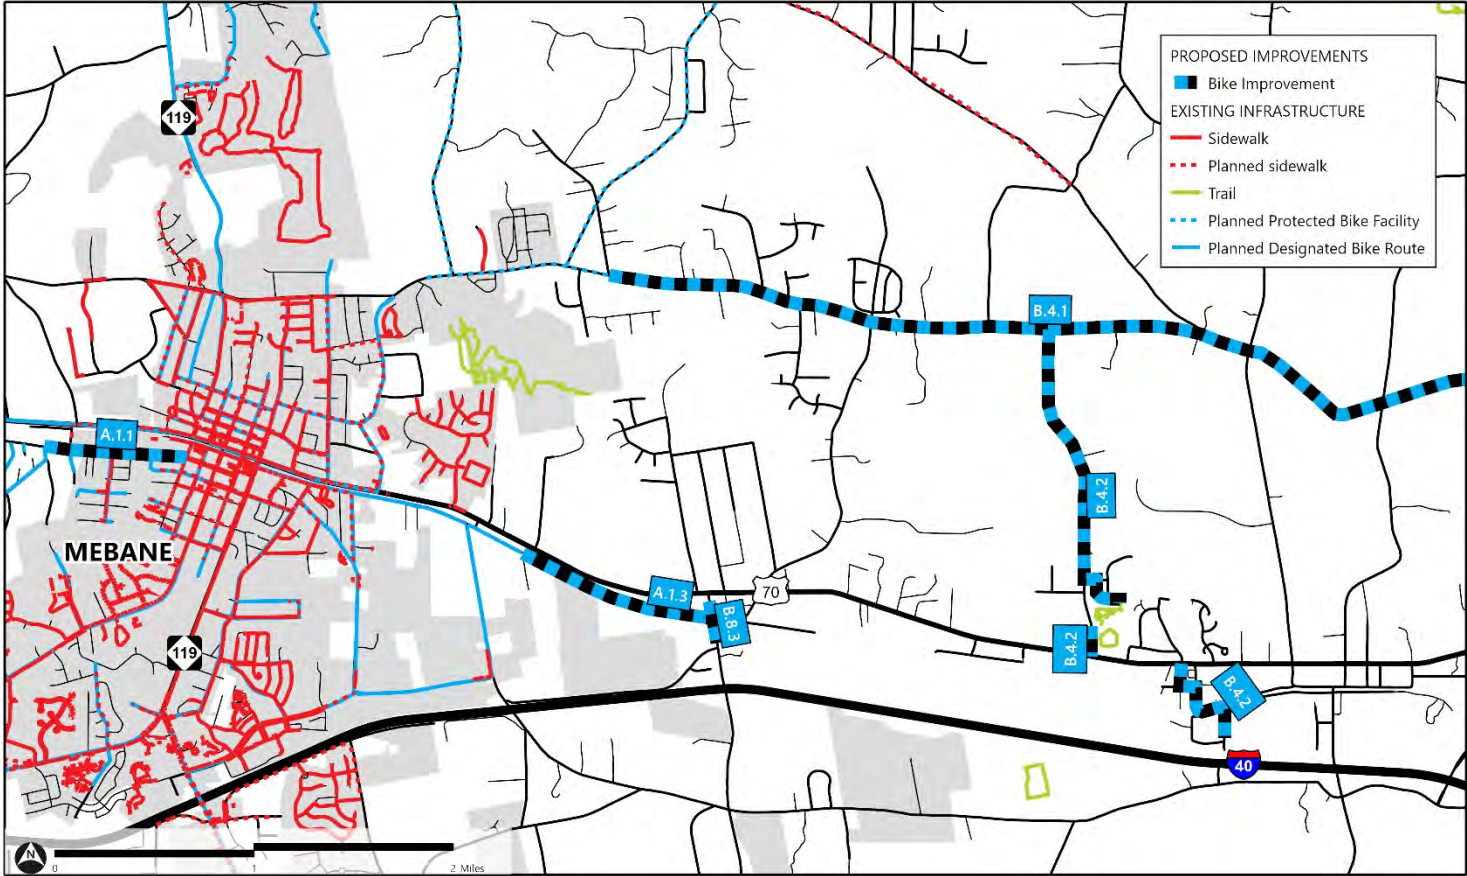 PROPOSED IMPROVEMENTS
Bike Improvement
EXISTING INFRASTRUCTURE
Sidewalk
Planned sidewalk
Trail
Planned Protected Bike Facility
Planned Designated Bike Route
119
B.4.1
A.1.1
B.4.2
MEBANE
A.1.3
70
B.8.3
119
B.4.2
B.4.2
40
N
0 1 2 Miles